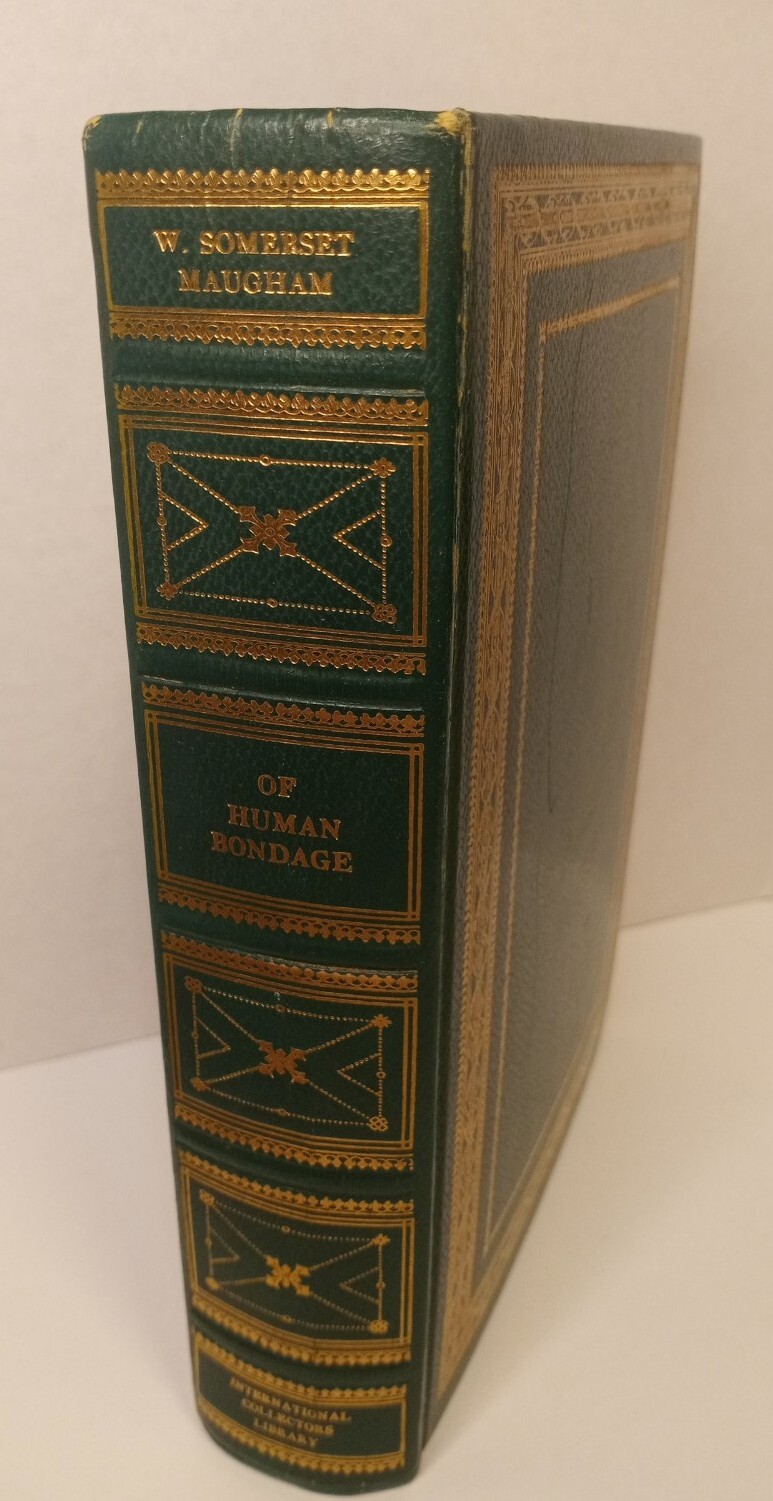 W. SOMERSET
MAUGHAM
OF
HUMAN
BONDAGE
INTERNATIONAL
COLLECTORS
LIBRARY